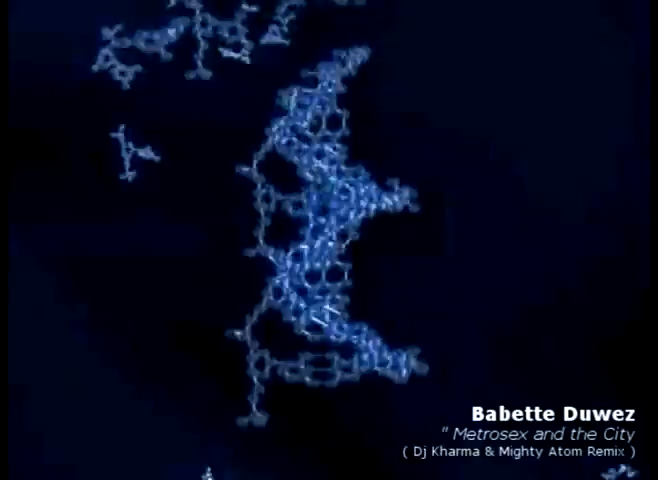 Babette Duwez
" Metrosex and the City
( Dj Kharma & Mighty Atom Remix )